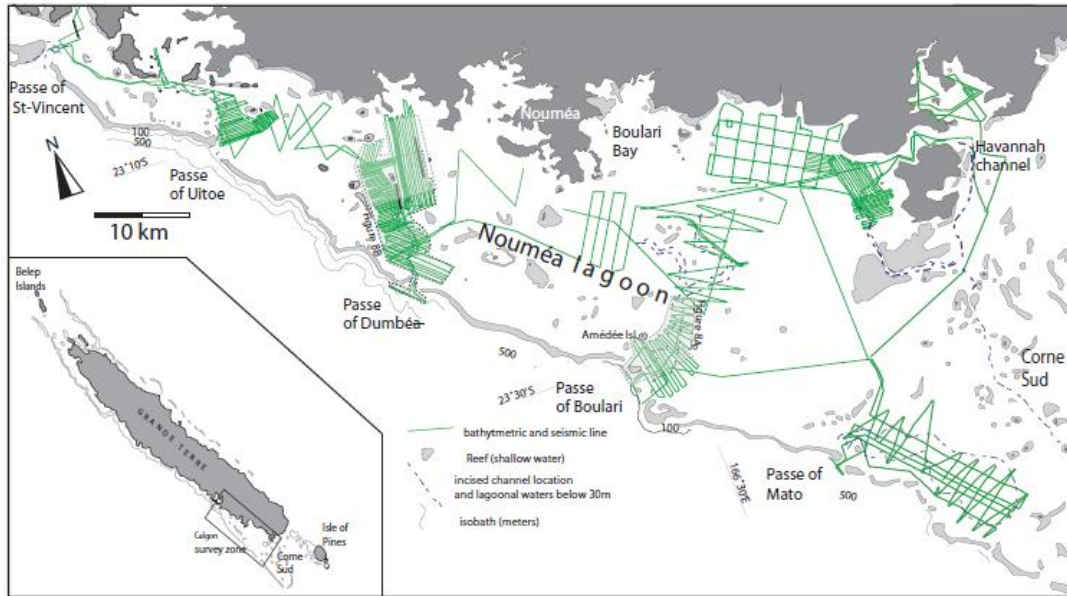 Passe of
St-Vincent
100
500
23°10'S
N
10 km
Passe
of Uitoe
Figure 8B
Nouméa
Boulari
Bay
Havannah
channel
Nouméa lagoon
Passe
of Dumbéa
Amédée Isl.
Figure 8A
500
23°30'S
Passe
of Boulari
100
Corne
Sud
bathytmetric and seismic line
Reef (shallow water)
incised channel location
and lagoonal waters below 30m
isobath (meters)
166°30'E
Passe of
Mato
500
Belep
Islands
GRANDE TERRE
Isle of
Pines
survey zone
Corne
Sud